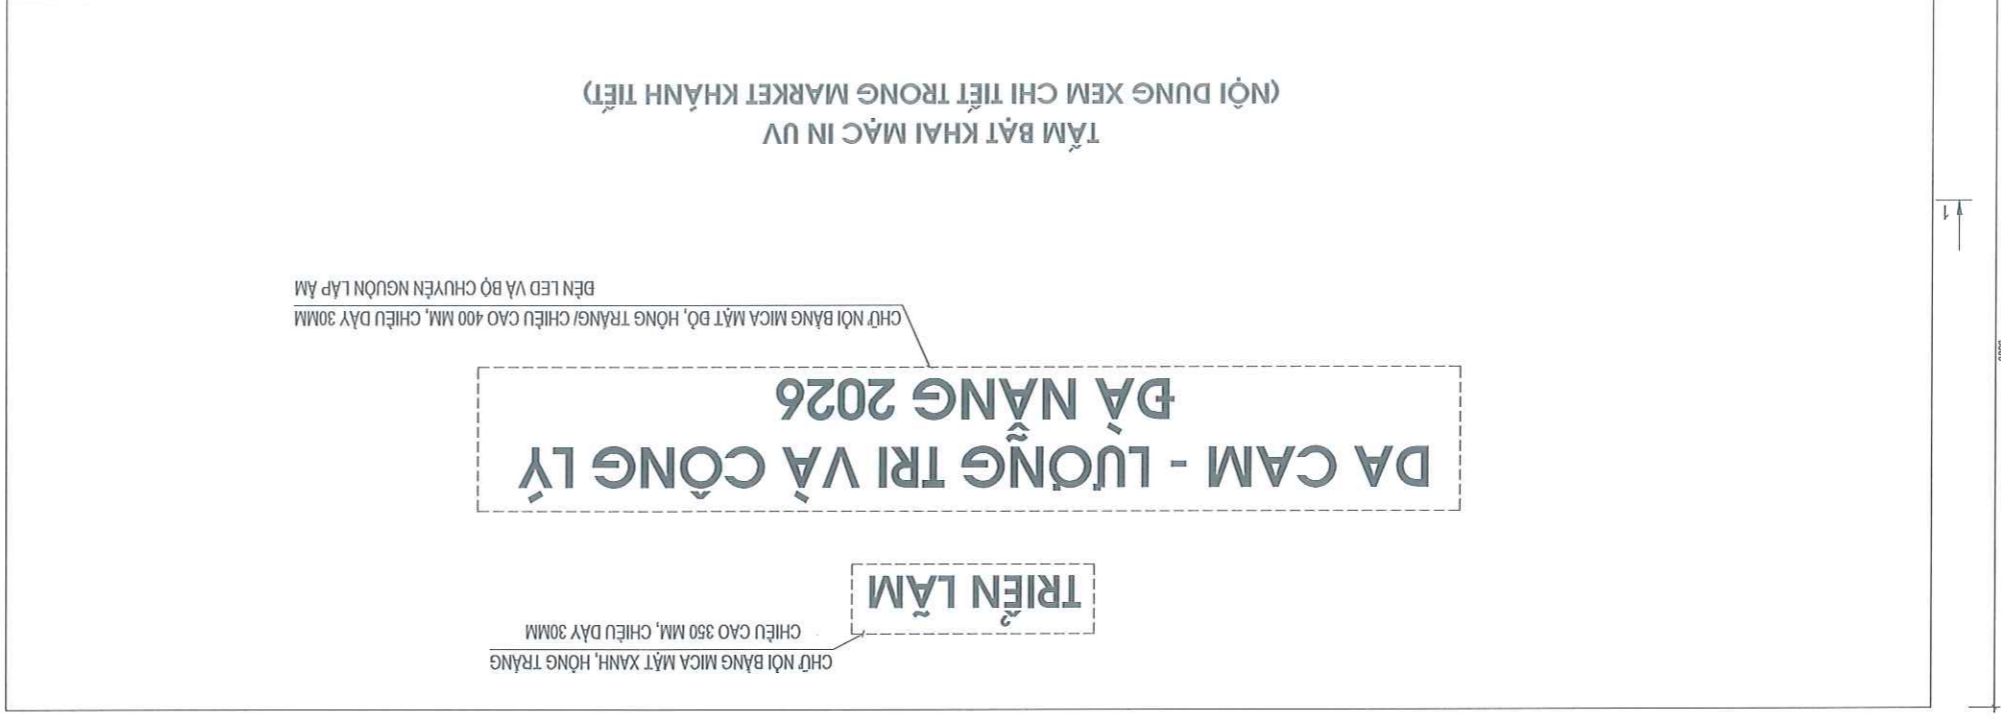 CHỮ NỔI BẰNG MICA MẶT XANH, HÔNG TRẮNG
CHIỀU CAO 350 MM, CHIỀU DÀY 30MM
TRIỂN LÃM
DA CAM - LƯƠNG TRI VÀ CÔNG LÝ
ĐÀ NẴNG 2026
CHỮ NỔI BẰNG MICA MẶT ĐỎ, HÔNG TRẮNG/ CHIỀU CAO 400 MM, CHIỀU DÀY 30MM
ĐÈN LED VÀ BỘ CHUYỂN NGUỒN LẮP ÂM
1
TẤM BẠT KHAI MẠC IN UV
(NỘI DUNG XEM CHI TIẾT TRONG MARKET KHÁNH TIẾT)